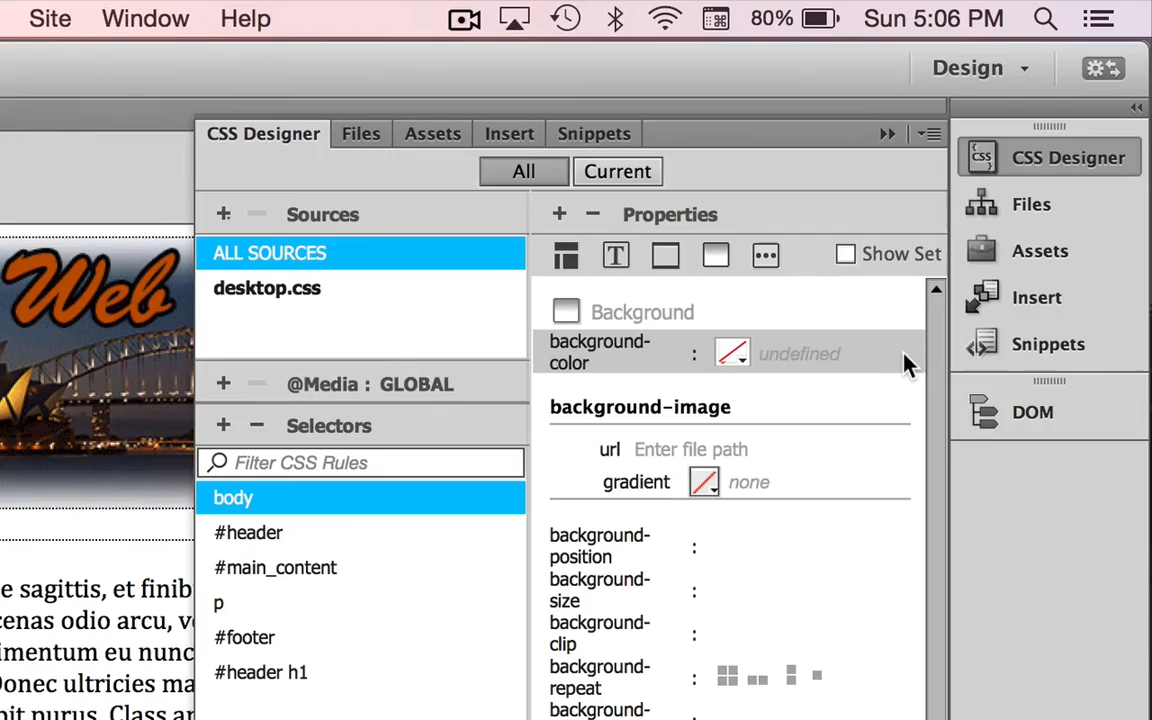 Site Window Help 80% Sun 5:06 PM
Design
CSS Designer Files Assets Insert Snippets
All Current
Sources
ALL SOURCES
desktop.css
@Media : GLOBAL
Selectors
Filter CSS Rules
body
#header
#main_content
p
#footer
#header h1
Properties
T Show Set
Background
background-
color : undefined
background-image
url Enter file path
gradient none
background-
position :
background-
size :
background-
clip :
background-
repeat :
background-
CSS CSS Designer
Files
Assets
Insert
Snippets
DOM
Web
e sagittis, et finib
cenas odio arcu, v
imentum eu nunc
Donec ultricies ma
pit purus. Class a